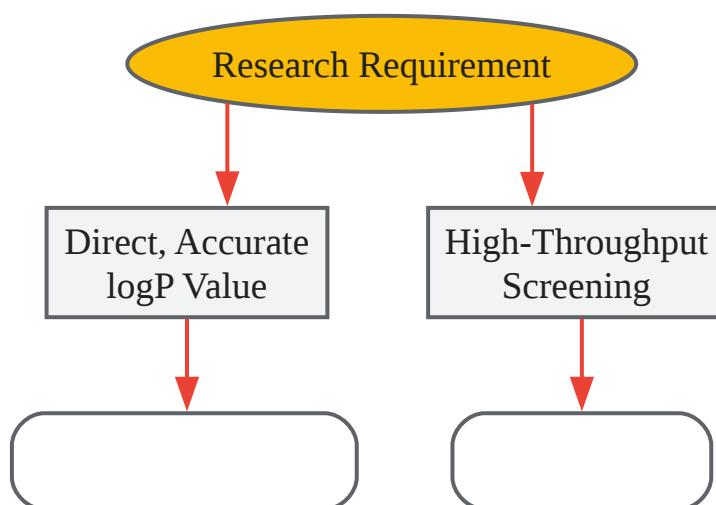 Research Requirement
Direct, Accurate
logP Value
High-Throughput
Screening